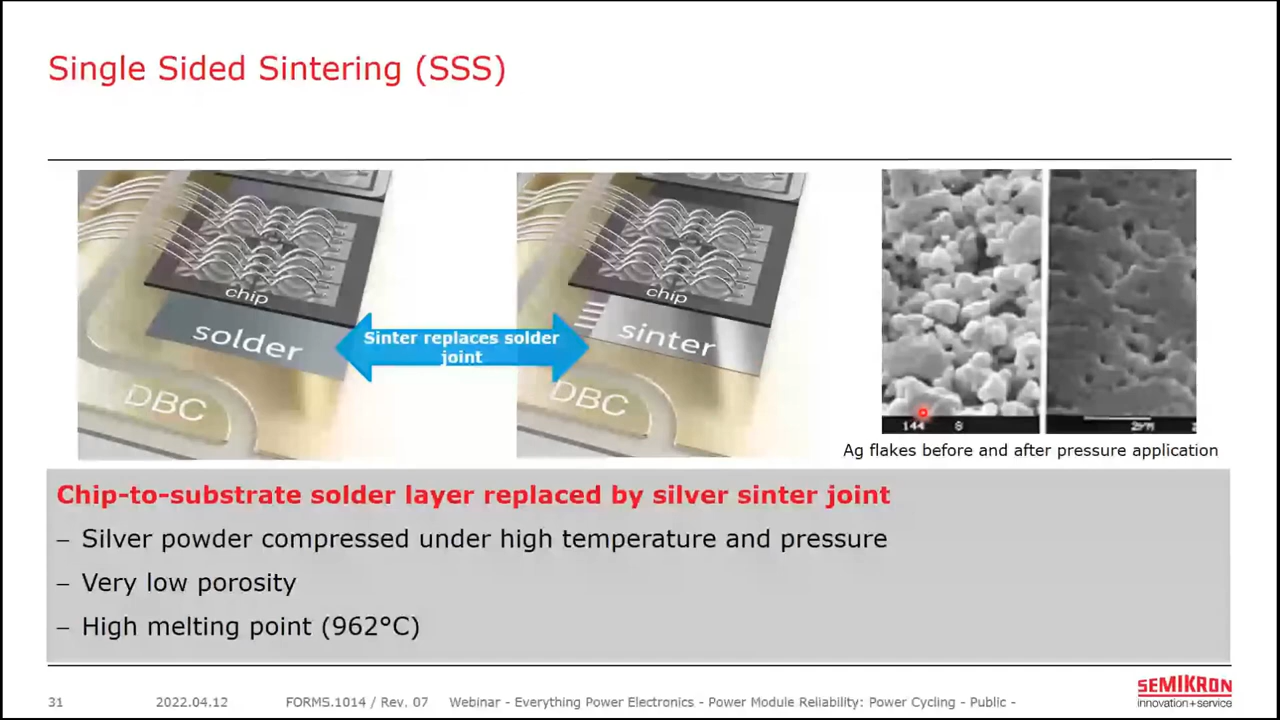 Single Sided Sintering (SSS)
chip
solder
DBC
Sinter replaces solder
joint
chip
sinter
DBC
144 8
2µm
Ag flakes before and after pressure application
Chip-to-substrate solder layer replaced by silver sinter joint
– Silver powder compressed under high temperature and pressure
– Very low porosity
– High melting point (962°C)
31 2022.04.12 FORMS.1014 / Rev. 07 Webinar - Everything Power Electronics - Power Module Reliability: Power Cycling - Public -
SEMIKRON
innovation+service